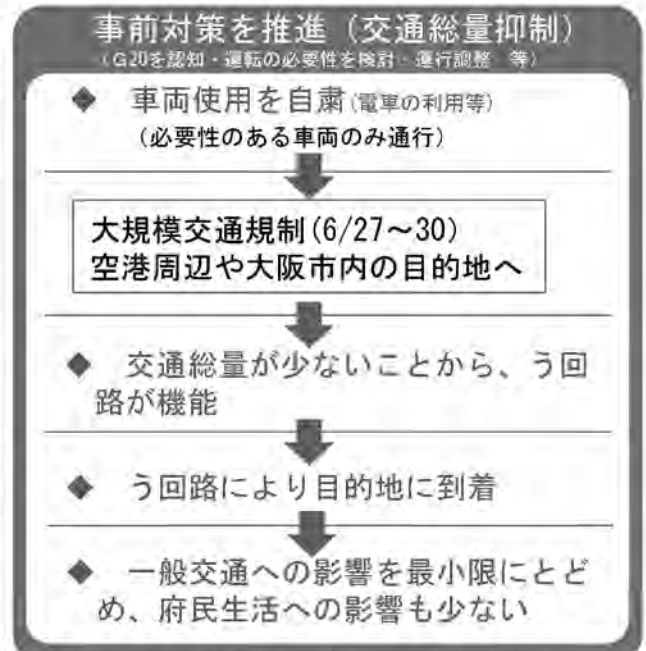 事前対策を推進（交通総量抑制）
（G20を認知・運転の必要性を検討・運行調整　等）
◆　車両使用を自粛（電車の利用等）
（必要性のある車両のみ通行）
大規模交通規制（6/27～30）
空港周辺や大阪市内の目的地へ
◆　交通総量が少ないことから、う回
路が機能
◆　う回路により目的地に到着
◆　一般交通への影響を最小限にとど
め、府民生活への影響も少ない